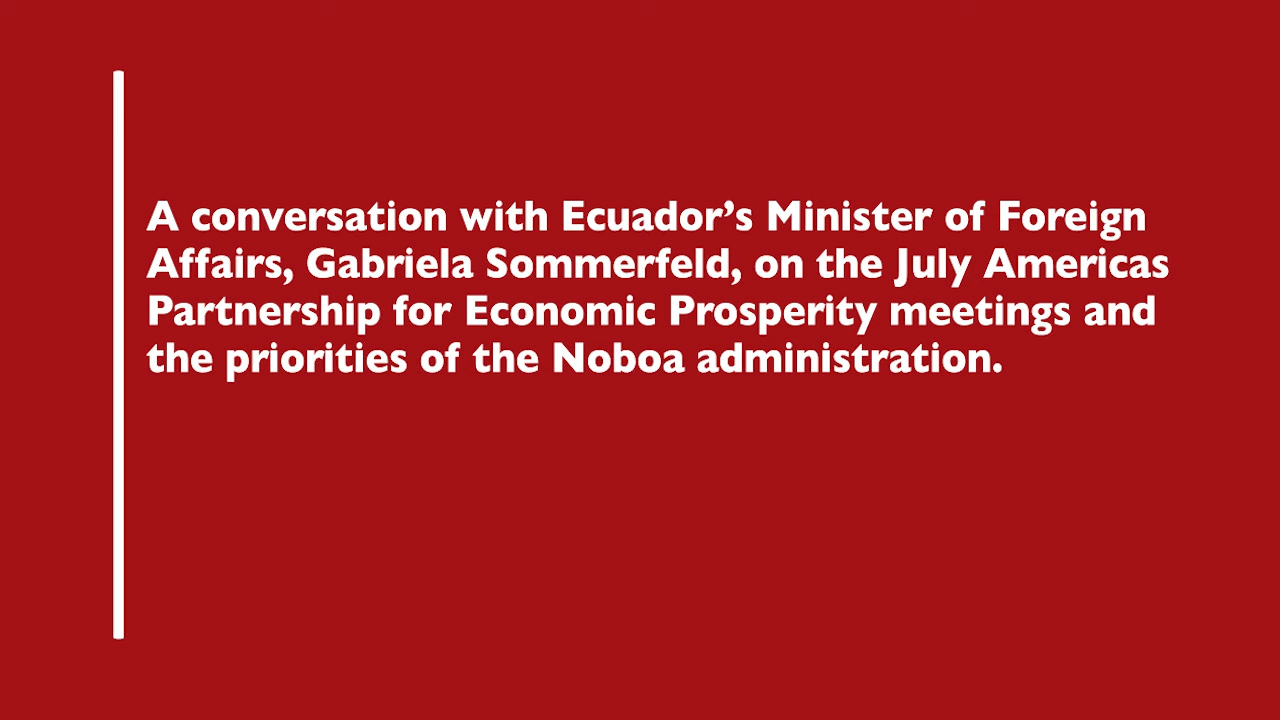 A conversation with Ecuador’s Minister of Foreign
Affairs, Gabriela Sommerfeld, on the July Americas
Partnership for Economic Prosperity meetings and
the priorities of the Noboa administration.